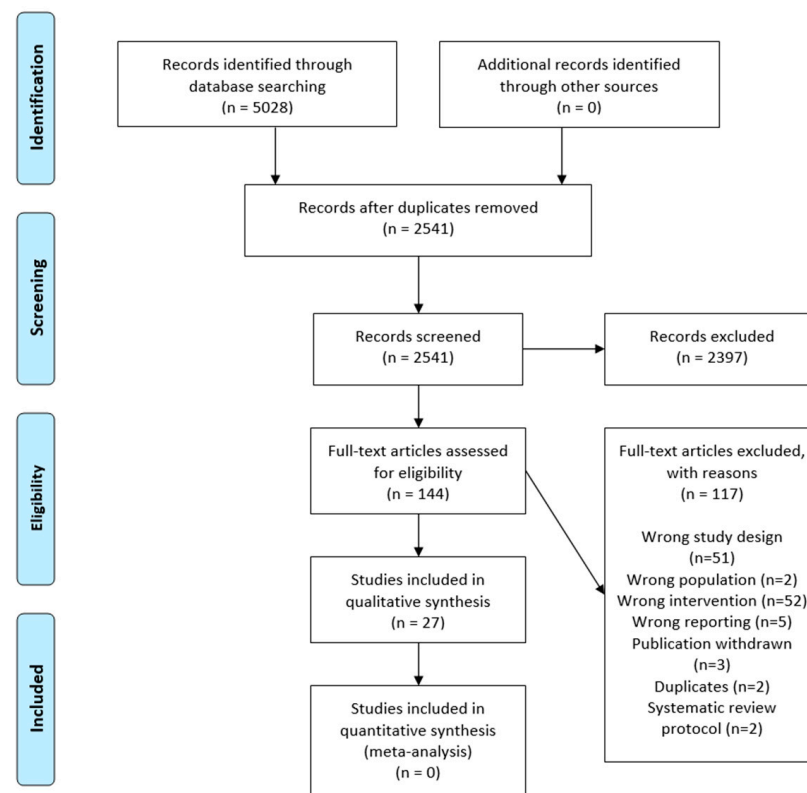 Identification
Records identified through
database searching
(n = 5028)
Additional records identified
through other sources
(n = 0)
Records after duplicates removed
(n = 2541)
Screening
Records screened
(n = 2541)
Records excluded
(n = 2397)
Eligibility
Full-text articles assessed
for eligibility
(n = 144)
Full-text articles excluded,
with reasons
(n = 117)
Wrong study design
(n=51)
Wrong population (n=2)
Wrong intervention (n=52)
Wrong reporting (n=5)
Publication withdrawn
(n=3)
Duplicates (n=2)
Systematic review
protocol (n=2)
Studies included in
qualitative synthesis
(n = 27)
Included
Studies included in
quantitative synthesis
(meta-analysis)
(n = 0)